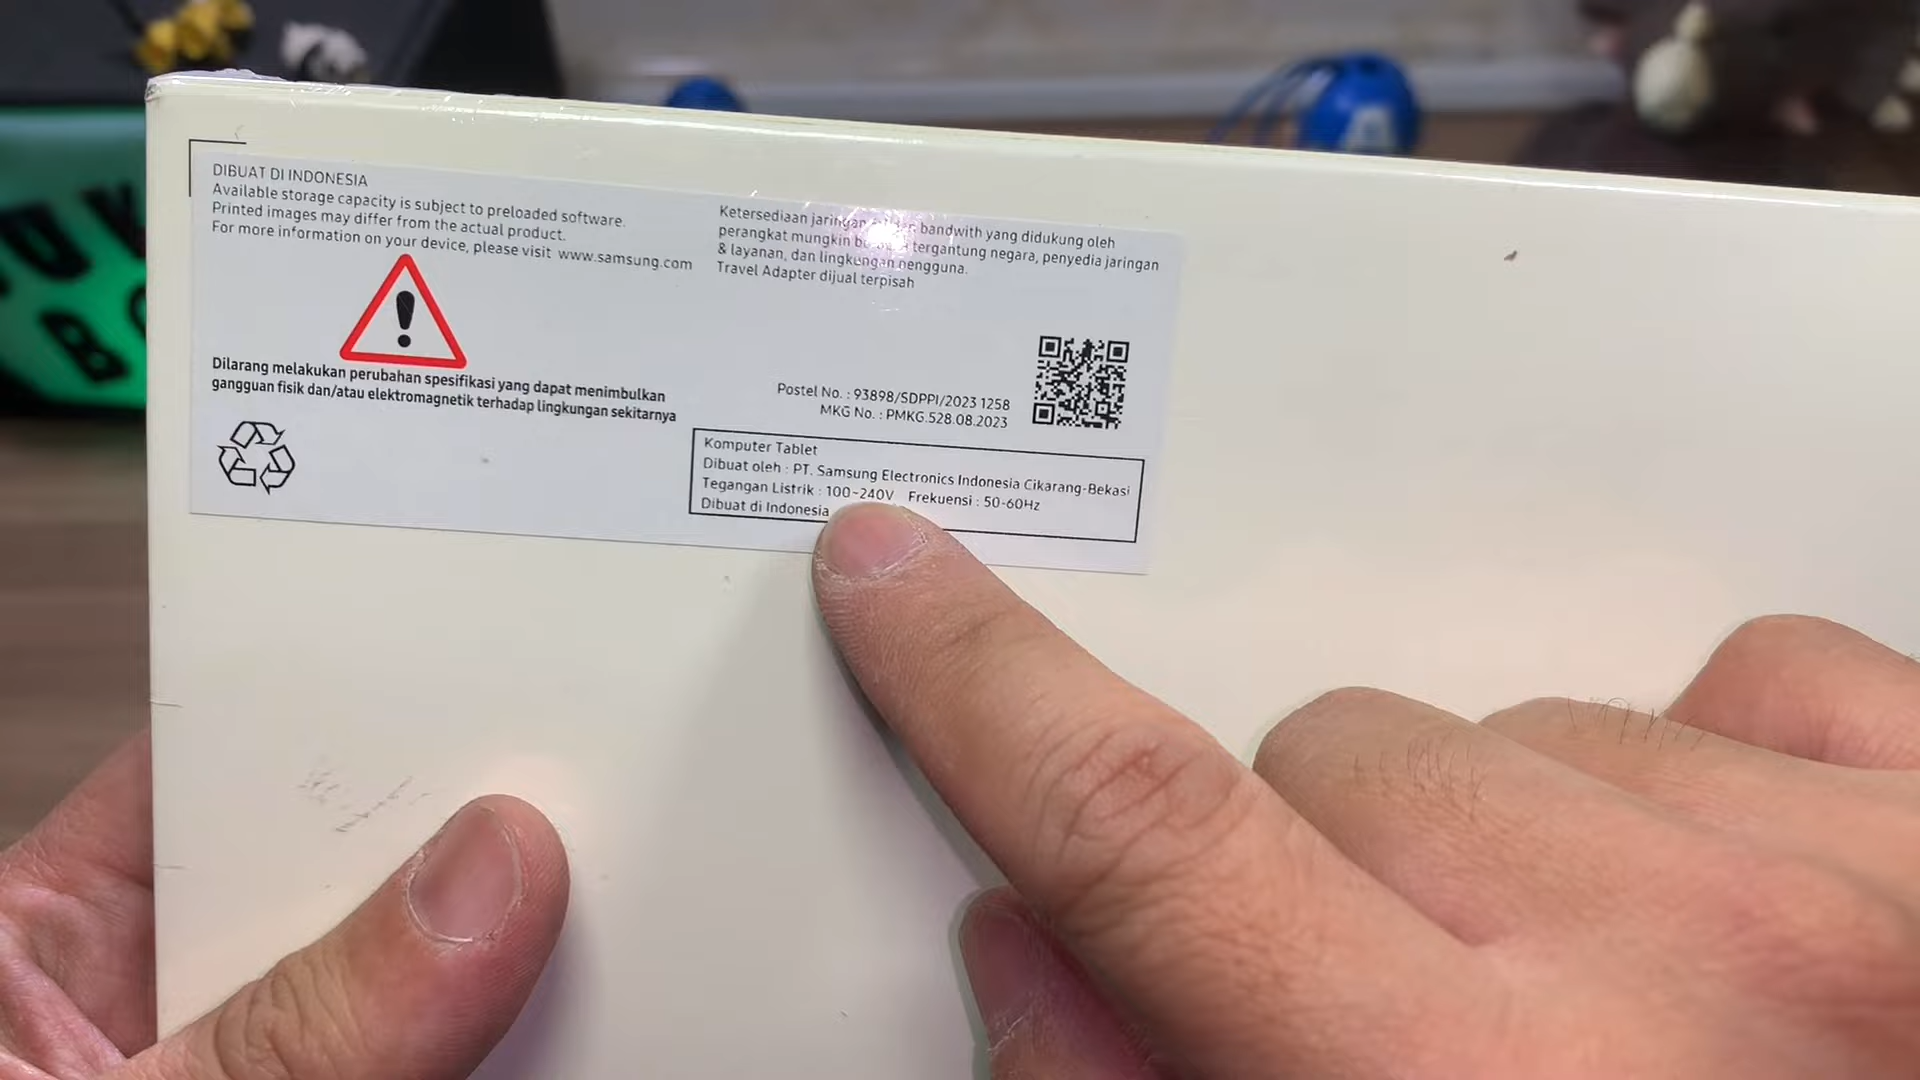 DIBUAT DI INDONESIA
Available storage capacity is subject to preloaded software.
Printed images may differ from the actual product.
For more information on your device, please visit www.samsung.com
Dilarang melakukan perubahan spesifikasi yang dapat menimbulkan
gangguan fisik dan/atau elektromagnetik terhadap lingkungan sekitarnya
Ketersediaan jaringan bandwith yang didukung oleh
perangkat mungkin tergantung negara, penyedia jaringan
& layanan, dan lingkungan pengguna.
Travel Adapter dijual terpisah
Postel No. : 93898/SDPPI/2023 1258
MKG No. : PMKG.528.08.2023
Komputer Tablet
Dibuat oleh : PT. Samsung Electronics Indonesia Cikarang-Bekasi
Tegangan Listrik : 100~240V Frekuensi : 50-60Hz
Dibuat di Indonesia